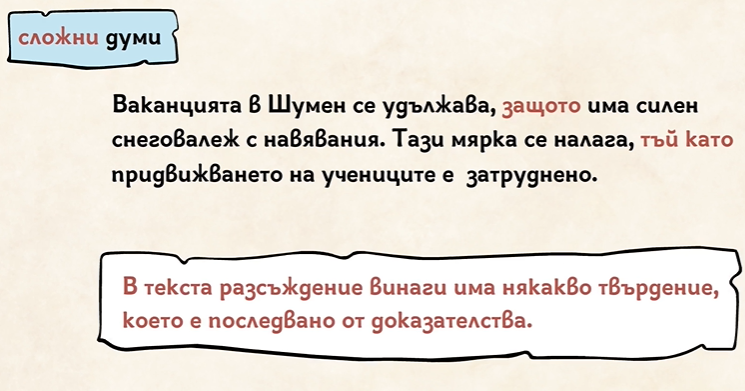 сложни думи
Ваканцията в Шумен се удължава, защото има силен
снеговалеж с навявания. Тази мярка се налага, тъй като
придвижването на учениците е затруднено.
В текста разсъждение винаги има някакво твърдение,
което е последвано от доказателства.